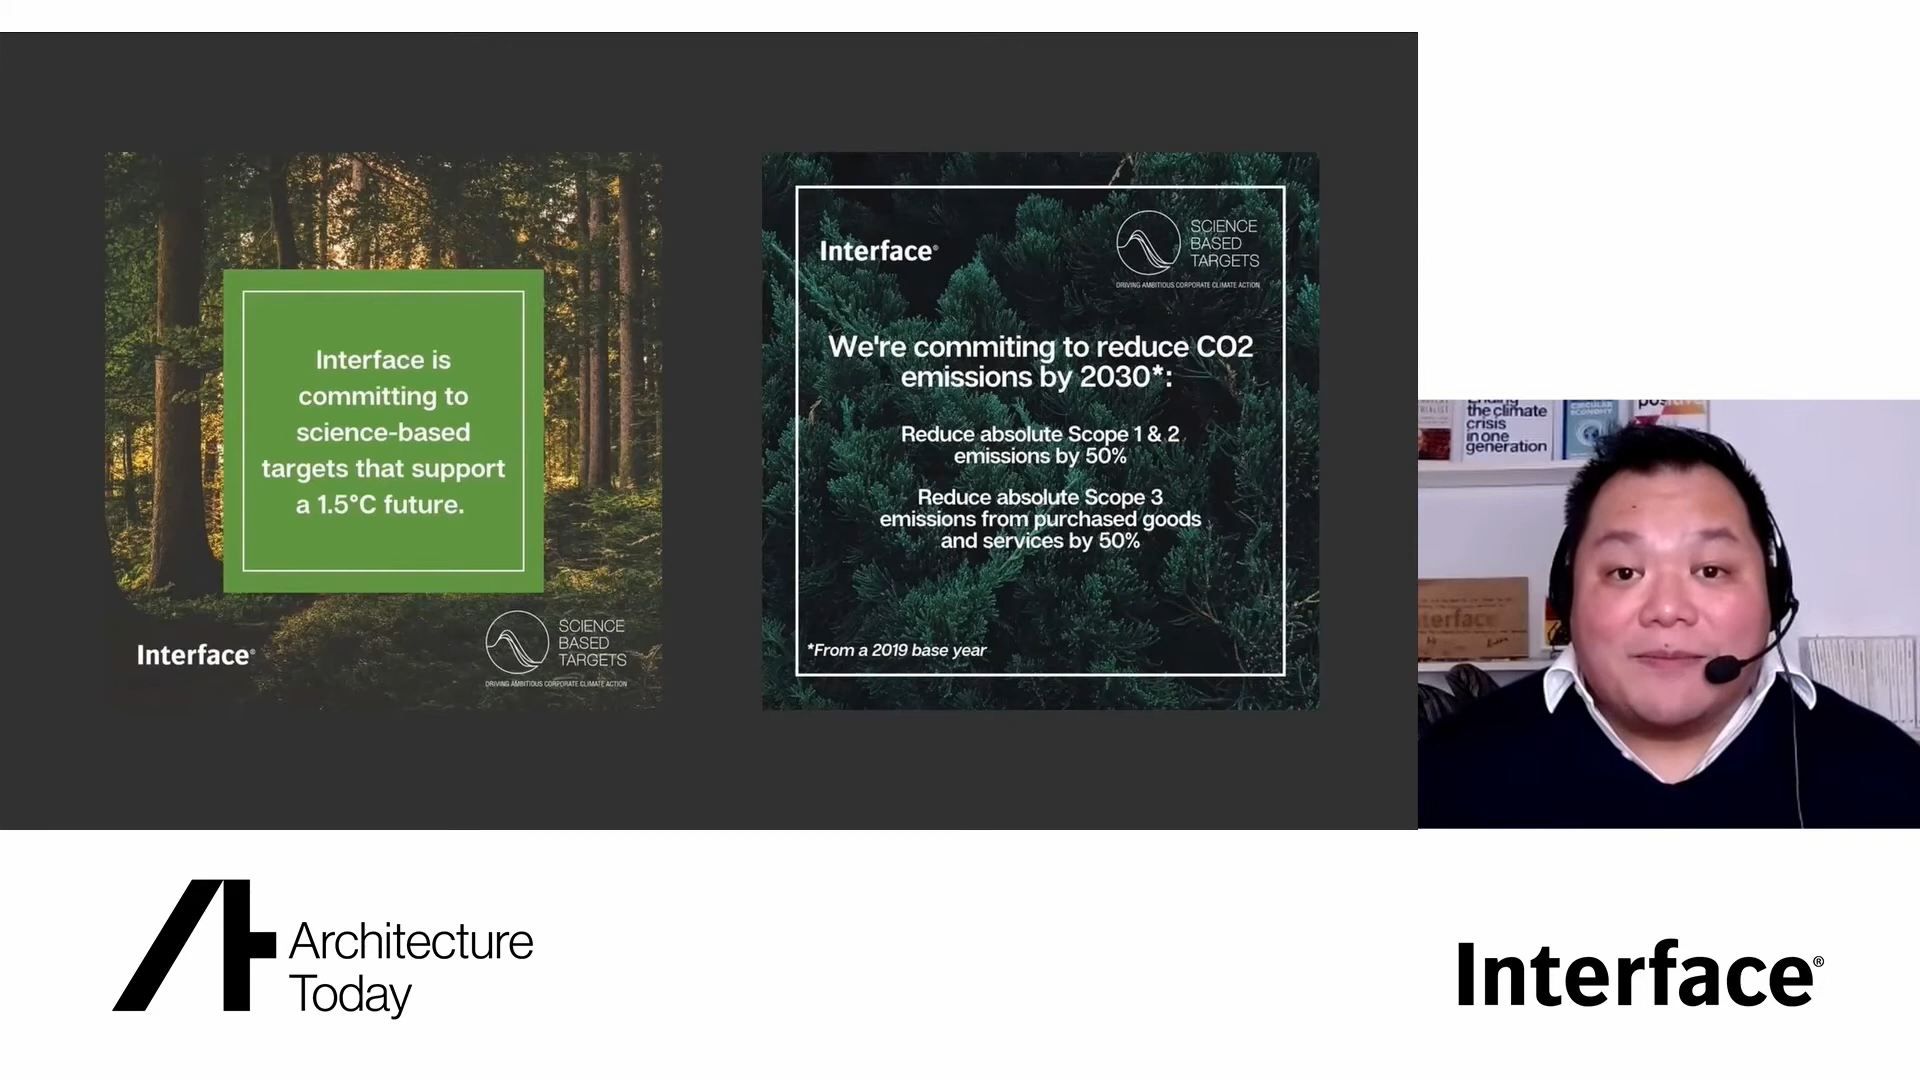 Interface is
committing to
science-based
targets that support
a 1.5°C future.
Interface®
SCIENCE
BASED
TARGETS
DRIVING AMBITIOUS CORPORATE CLIMATE ACTION
Interface®
SCIENCE
BASED
TARGETS
DRIVING AMBITIOUS CORPORATE CLIMATE ACTION
We're commiting to reduce CO2
emissions by 2030*:
Reduce absolute Scope 1 & 2
emissions by 50%
Reduce absolute Scope 3
emissions from purchased goods
and services by 50%
*From a 2019 base year
the climate
crisis
in one
generation
CIRCULAR
ECONOMY
Architecture
Today
Interface®